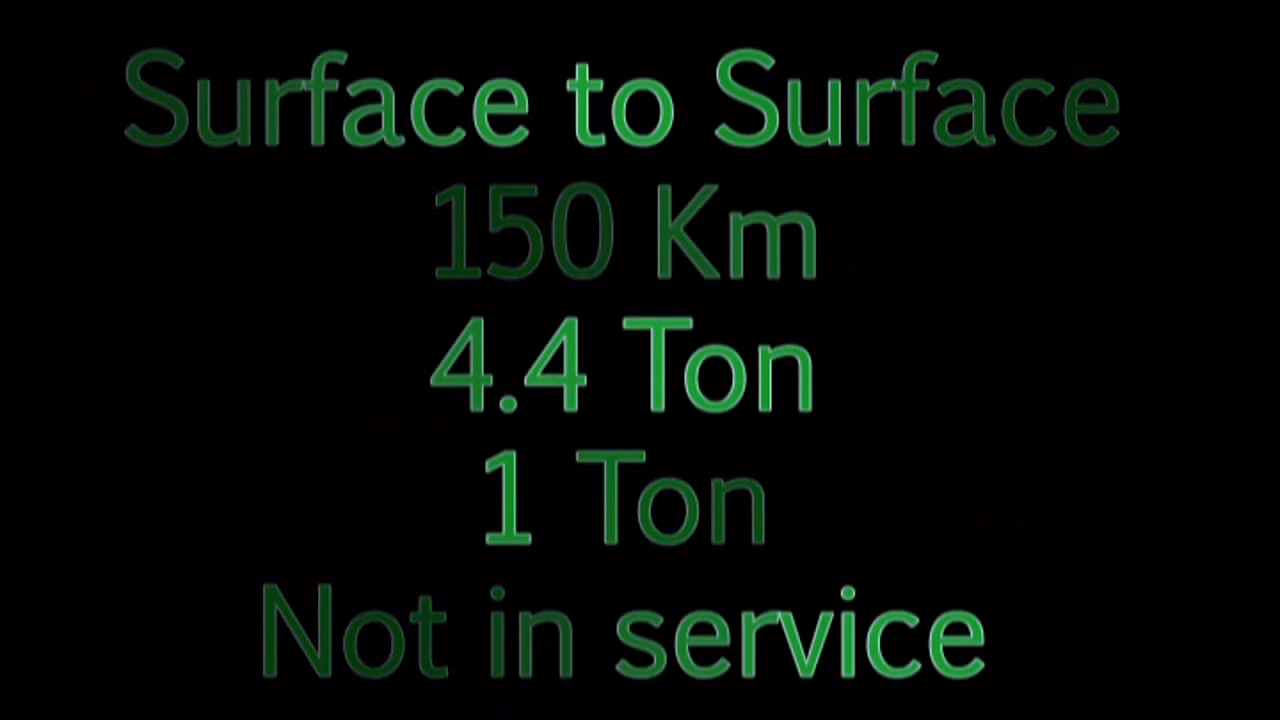 Surface to Surface
150 Km
4.4 Ton
1 Ton
Not in service